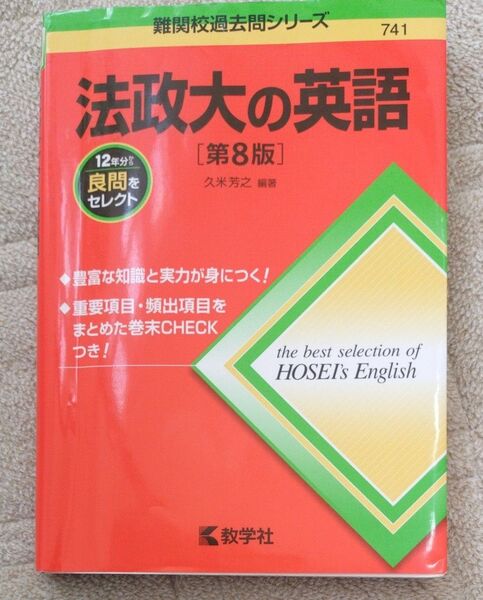 難関校過去問シリーズ
741
法政大の英語
[第8版]
久米芳之 編著
12年分から
良問を
セレクト
◆豊富な知識と実力が身につく!
◆重要項目・頻出項目を
まとめた巻末CHECK
つき!
the best selection of
HOSEI's English
教学社